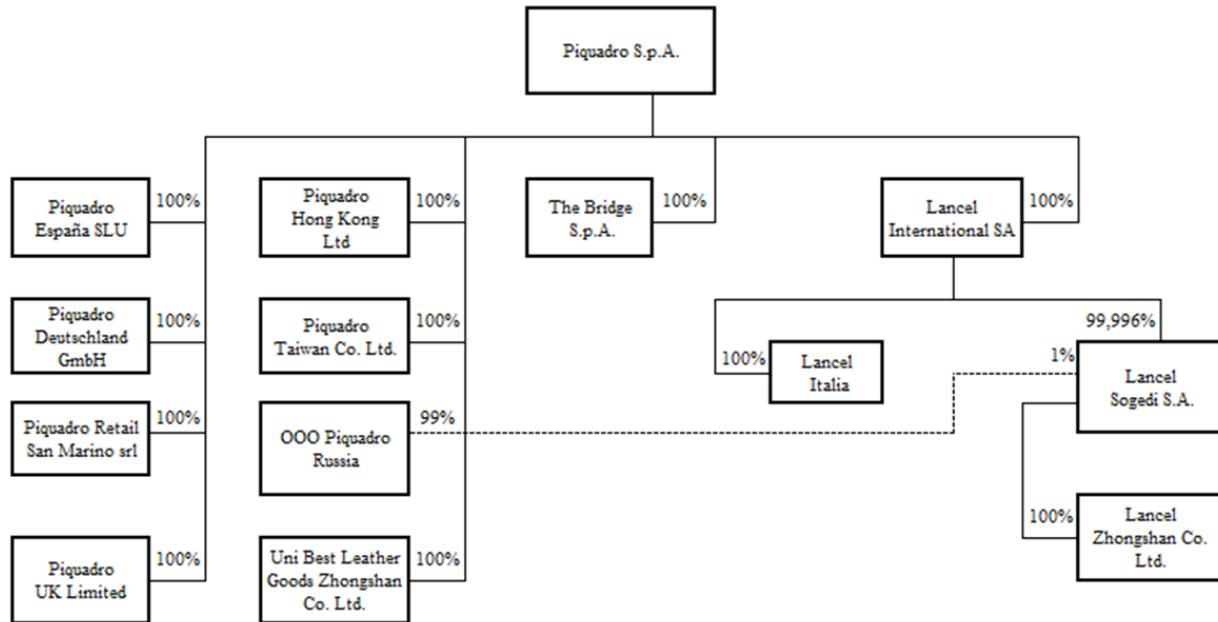 Piquadro S.p.A.
Piquadro
España SLU
100%
Piquadro
Hong Kong
Ltd
100%
The Bridge
S.p.A.
100%
Lancel
International SA
100%
Piquadro
Deutschland
GmbH
100%
Piquadro
Taiwan Co. Ltd.
100%
100%
Lancel
Italia
99,996%
1%
Lancel
Sogedi S.A.
Piquadro Retail
San Marino srl
100%
OOO Piquadro
Russia
99%
Piquadro
UK Limited
100%
Uni Best Leather
Goods Zhongshan
Co. Ltd.
100%
100%
Lancel
Zhongshan Co.
Ltd.